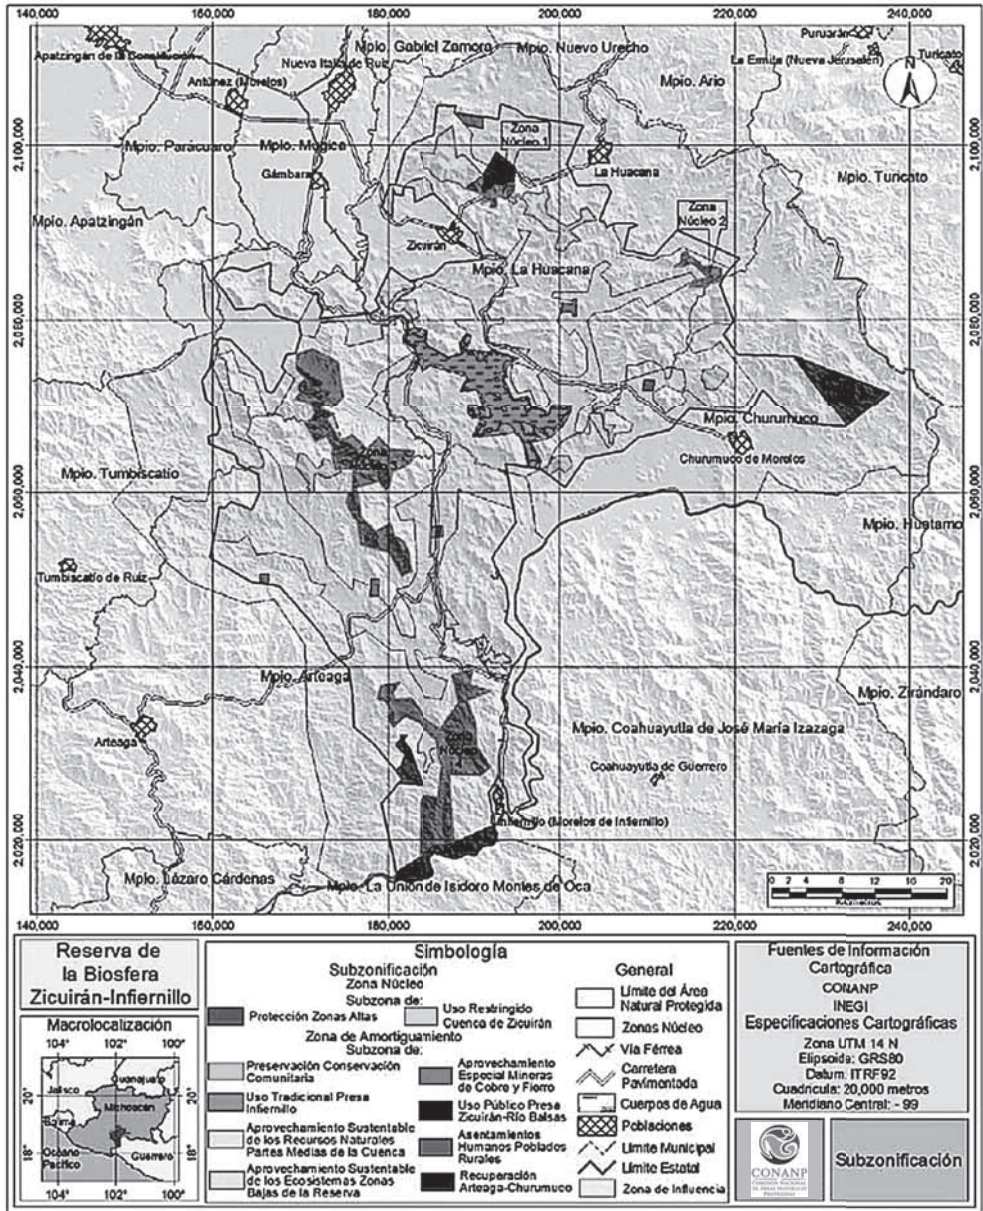 140,000 160,000 180,000 200,000 220,000 240,000
Apatzingán de la Constitución
Mpio. Gabriel Zamora
Mpio. Nuevo Urecho
Puruarán
Turicato
La Ermita (Nueva Jerusalén)
Nueva Italia de Ruiz
Antúnez (Morelos)
Mpio. Ario
N
Zona
Núcleo 1
2,100,000
2,100,000
Mpio. Parácuaro
Mpio. Múgica
La Huacana
Gámbara
Mpio. Turicato
Mpio. Apatzingán
Zona
Núcleo 2
Zicuirán
Mpio. La Huacana
2,080,000
2,080,000
Mpio. Churumuco
Churumuco de Morelos
Zona
Núcleo 3
Mpio. Tumbiscatío
2,060,000
2,060,000
Mpio. Huetamo
Tumbiscatío de Ruiz
2,040,000
2,040,000
Mpio. Arteaga
Mpio. Zirándaro
Arteaga
Mpio. Coahuayutla de José María Izazaga
Zona
Núcleo
4
Coahuayutla de Guerrero
Infiernillo (Morelos de Infiernillo)
2,020,000
2,020,000
Mpio. Lázaro Cárdenas
Mpio. La Unión de Isidoro Montes de Oca
0 2 4 8 12 16 20
Kilómetros
140,000 160,000 180,000 200,000 220,000 240,000
Reserva de
la Biosfera
Zicuirán-Infiernillo
Macrolocalización
104° 102° 100°
Guanajuato
Jalisco
20°
20°
Michoacán
Colima
18°
18°
Océano
Pacífico
Guerrero
104° 102° 100°
Simbología
Subzonificación
Zona Núcleo
Subzona de:
Protección Zonas Altas
Uso Restringido
Cuenca de Zicuirán
Zona de Amortiguamiento
Subzona de:
Preservación Conservación
Comunitaria
Uso Tradicional Presa
Infiernillo
Aprovechamiento Sustentable
de los Recursos Naturales
Partes Medias de la Cuenca
Aprovechamiento Sustentable
de los Ecosistemas Zonas
Bajas de la Reserva
Aprovechamiento
Especial Mineras
de Cobre y Fierro
Uso Público Presa
Zicuirán-Río Balsas
Asentamientos
Humanos Poblados
Rurales
Recuperación
Arteaga-Churumuco
General
Límite del Área
Natural Protegida
Zonas Núcleo
Vía Férrea
Carretera
Pavimentada
Cuerpos de Agua
Poblaciones
Límite Municipal
Límite Estatal
Zona de Influencia
Fuentes de Información
Cartográfica
CONANP
INEGI
Especificaciones Cartográficas
Zona UTM 14 N
Elipsoide: GRS80
Datum: ITRF92
Cuadrícula: 20,000 metros
Meridiano Central: - 99
CONANP
COMISIÓN NACIONAL
DE ÁREAS NATURALES
PROTEGIDAS
Subzonificación